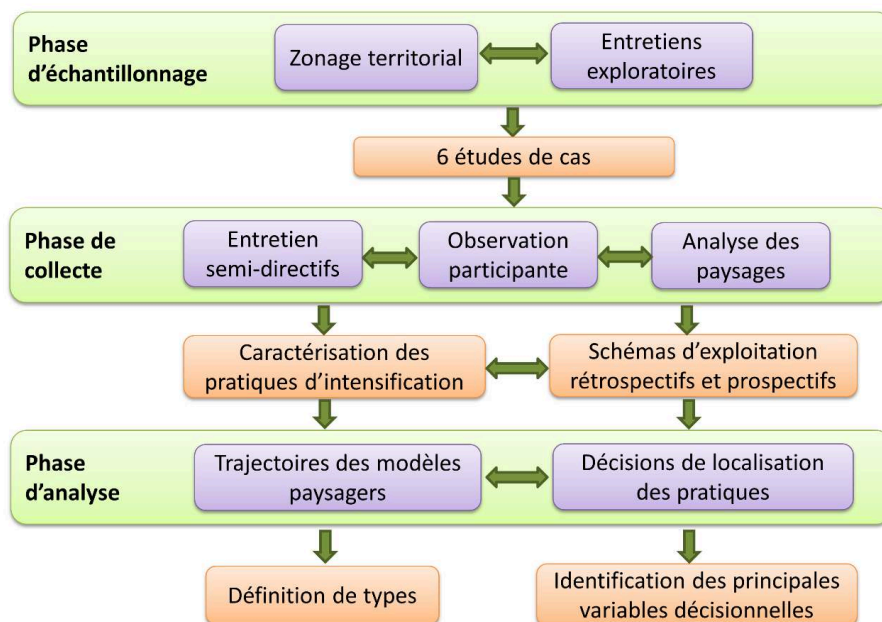 Phase
d’échantillonnage
Zonage territorial
Entretiens
exploratoires
6 études de cas
Phase de
collecte
Entretien
semi-directifs
Observation
participante
Analyse des
paysages
Caractérisation des
pratiques d’intensification
Schémas d’exploitation
rétrospectifs et prospectifs
Phase
d’analyse
Trajectoires des modèles
paysagers
Décisions de localisation
des pratiques
Définition de types
Identification des principales
variables décisionnelles